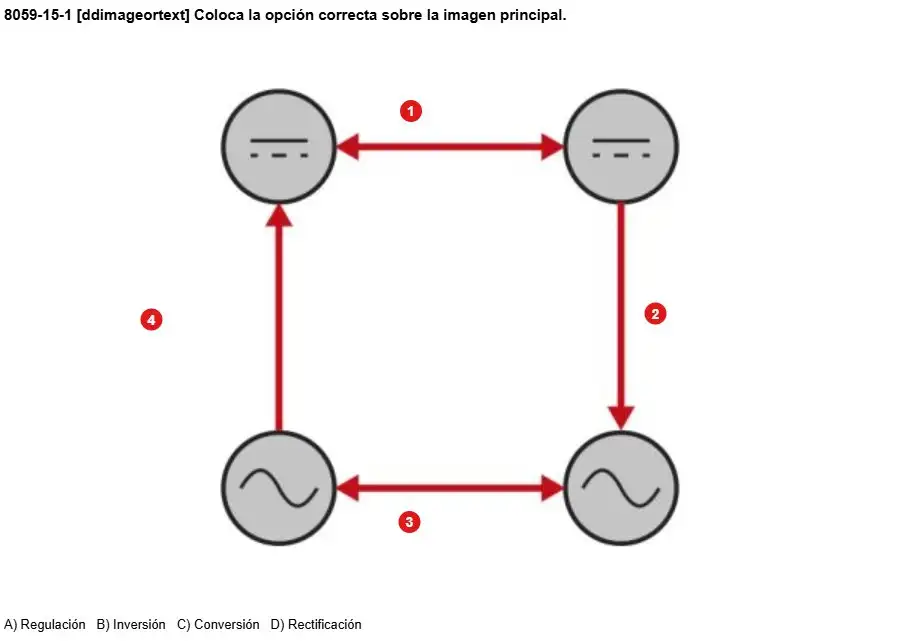 8059-15-1 [ddimageortext] Coloca la opción correcta sobre la imagen principal.
1
2
4
3
A) Regulación B) Inversión C) Conversión D) Rectificación